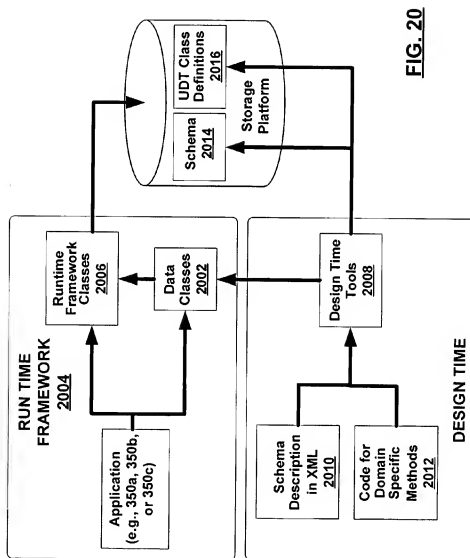 RUN TIME
FRAMEWORK
2004
Application
(e.g., 350a, 350b,
or 350c)
Runtime
Framework
Classes
2006
Data
Classes
2002
Schema
2014
UDT Class
Definitions
2016
Storage
Platform
Schema
Description
in XML
2010
Code for
Domain
Specific
Methods
2012
Design Time
Tools
2008
DESIGN TIME
FIG. 20